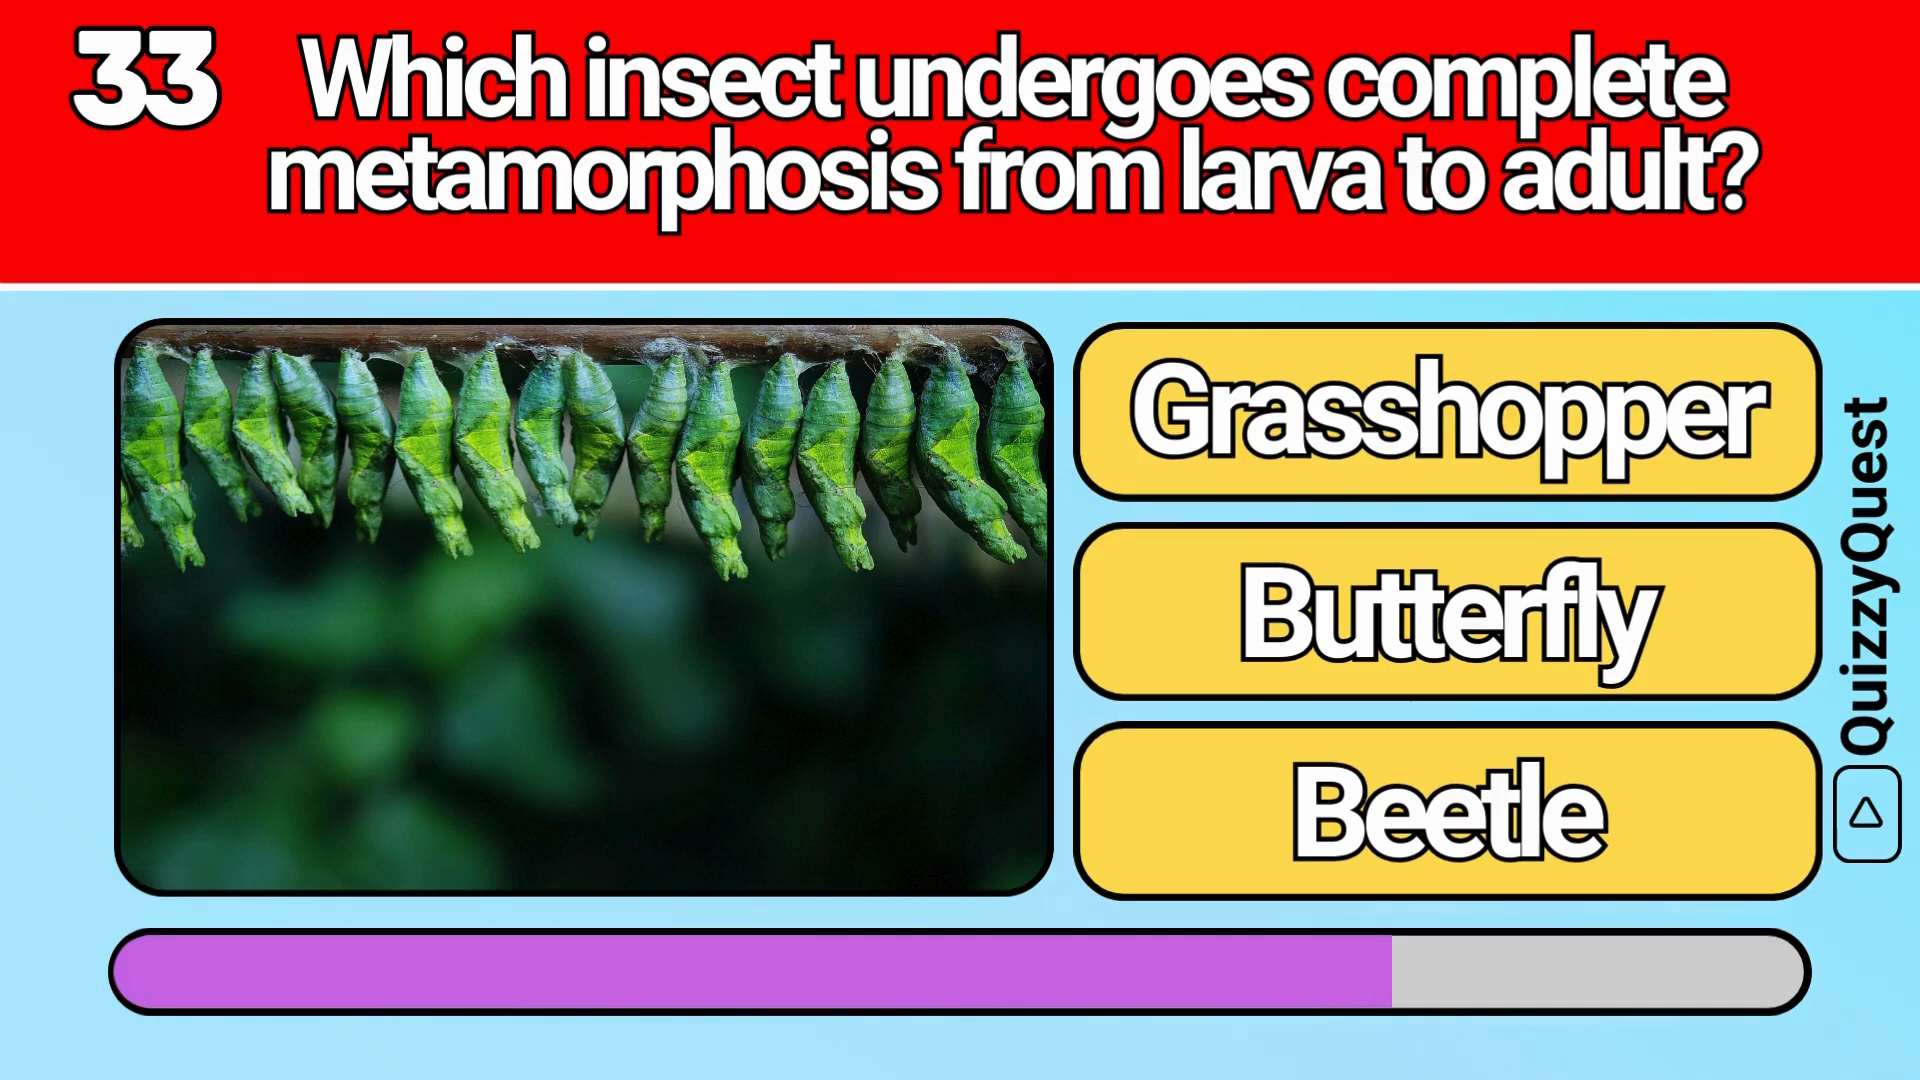 33
Which insect undergoes complete
metamorphosis from larva to adult?
Grasshopper
Butterfly
Beetle
QuizzyQuest